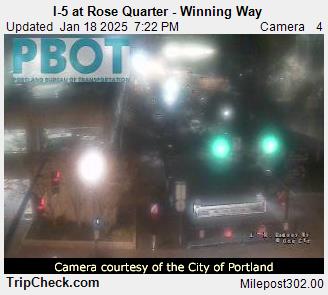 I-5 at Rose Quarter - Winning Way
Updated Jan 18 2025 7:22 PM Camera 4
PBOT
PORTLAND BUREAU OF TRANSPORTATION
Camera courtesy of the City of Portland
TripCheck.com Milepost302.00